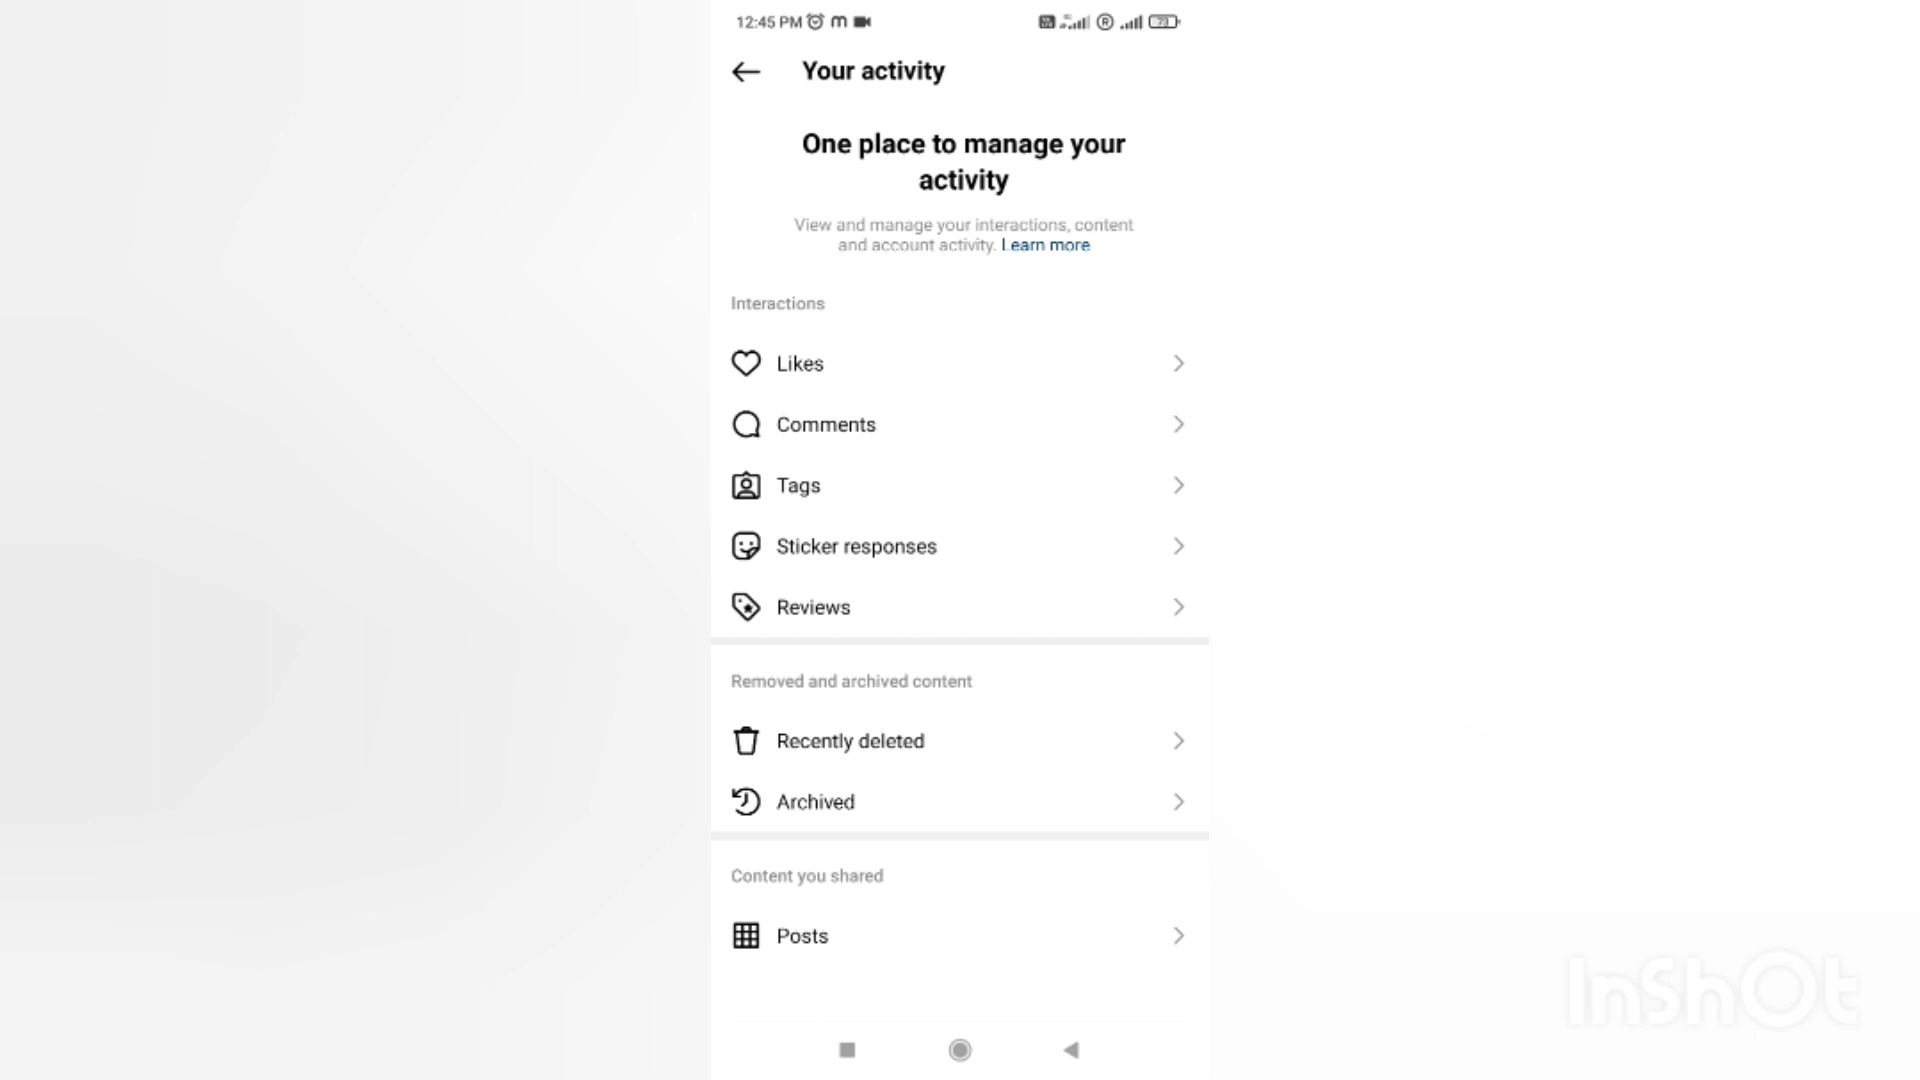 12:45 PM
73
Your activity
One place to manage your
activity
View and manage your interactions, content
and account activity. Learn more
Interactions
Likes
Comments
Tags
Sticker responses
Reviews
Removed and archived content
Recently deleted
Archived
Content you shared
Posts
InShOt